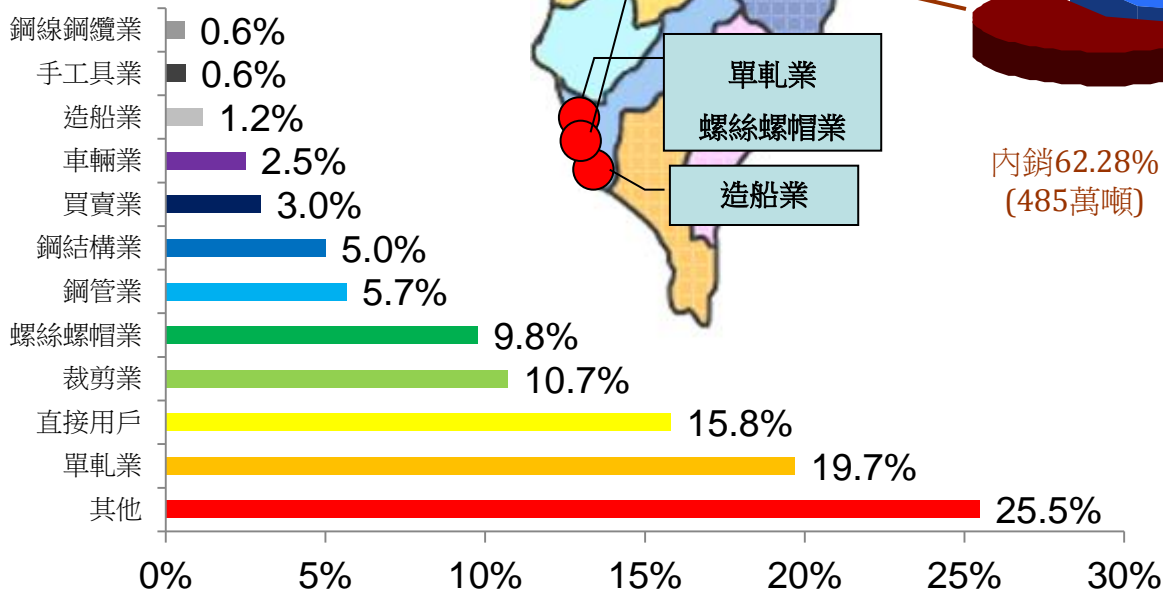 鋼線鋼纜業 0.6%
手工具業 0.6%
造船業 1.2%
車輛業 2.5%
買賣業 3.0%
鋼結構業 5.0%
鋼管業 5.7%
螺絲螺帽業 9.8%
裁剪業 10.7%
直接用戶 15.8%
單軋業 19.7%
其他 25.5%
0% 5% 10% 15% 20% 25% 30%
單軋業
螺絲螺帽業
造船業
內銷62.28%
(485萬噸)